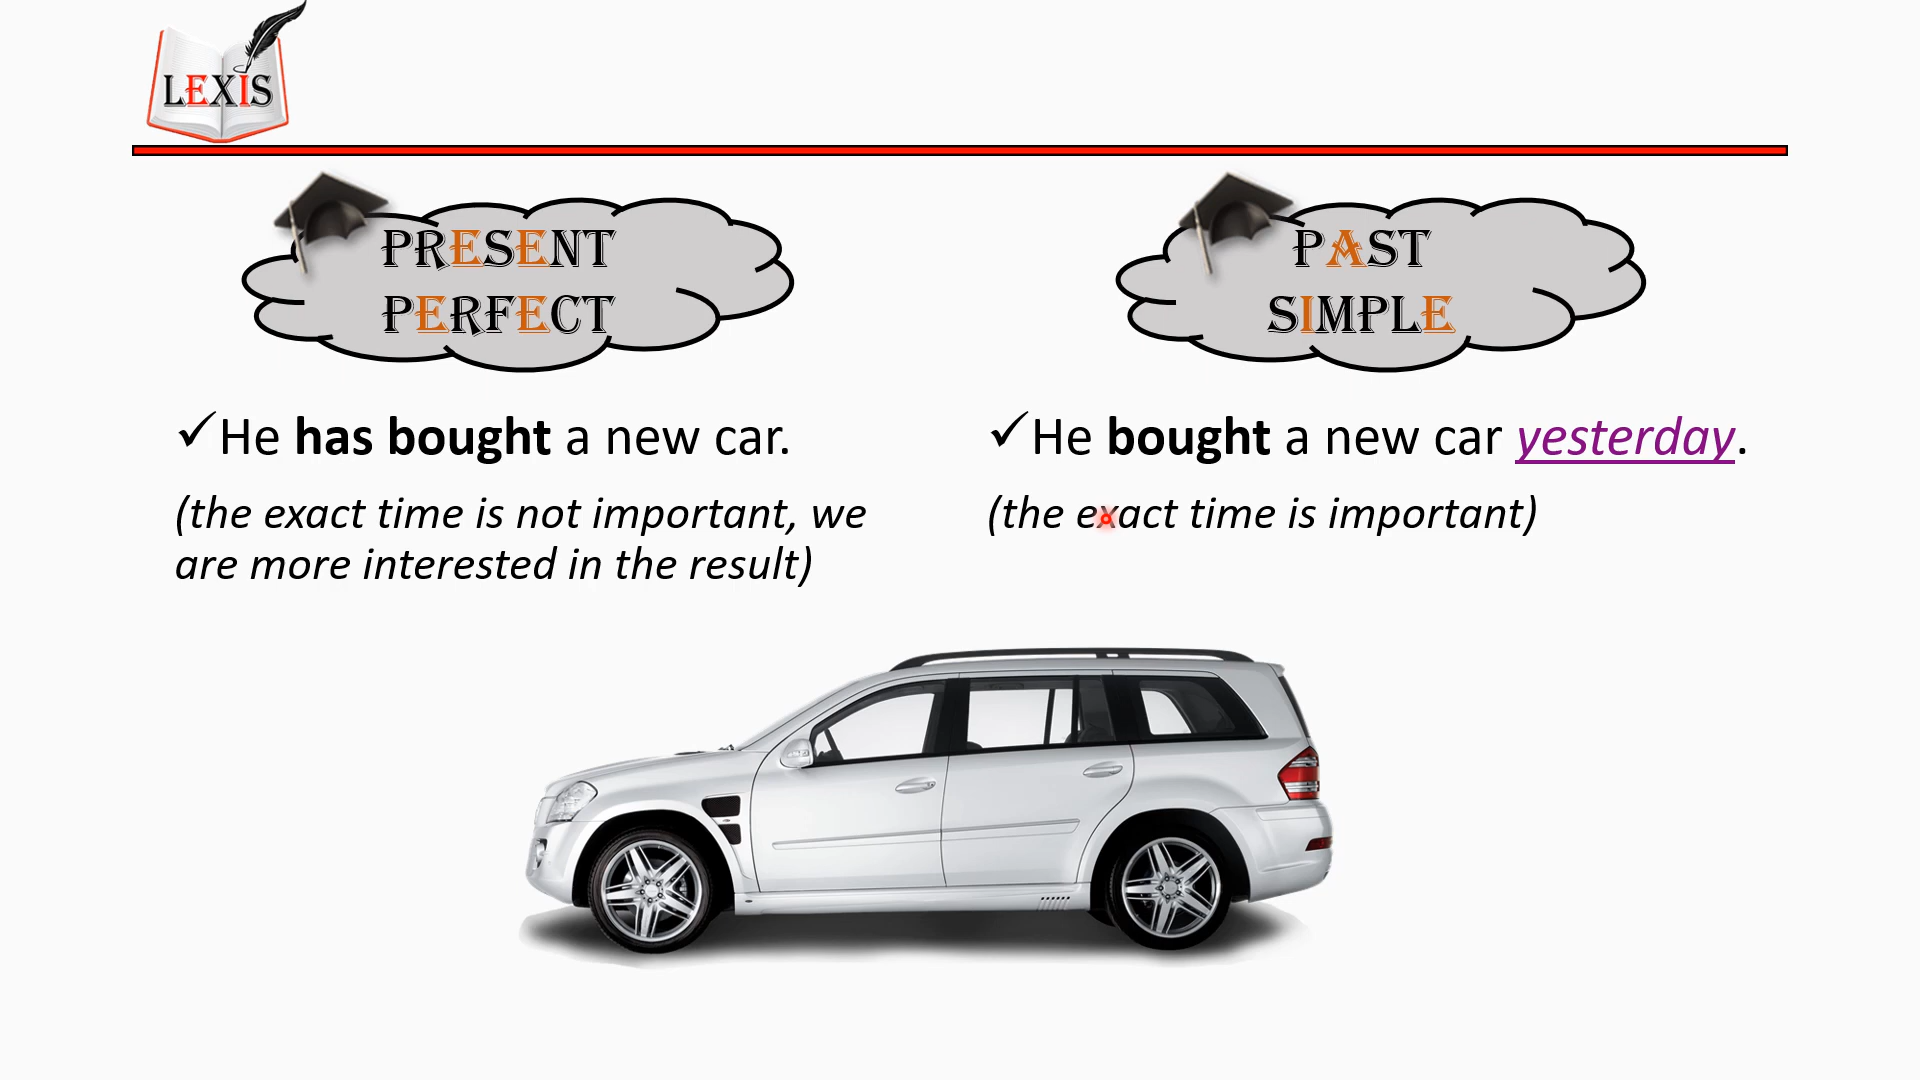 LEXIS
PRESENT
PERFECT
✓He has bought a new car.
(the exact time is not important, we
are more interested in the result)
PAST
SIMPLE
✓He bought a new car yesterday.
(the exact time is important)